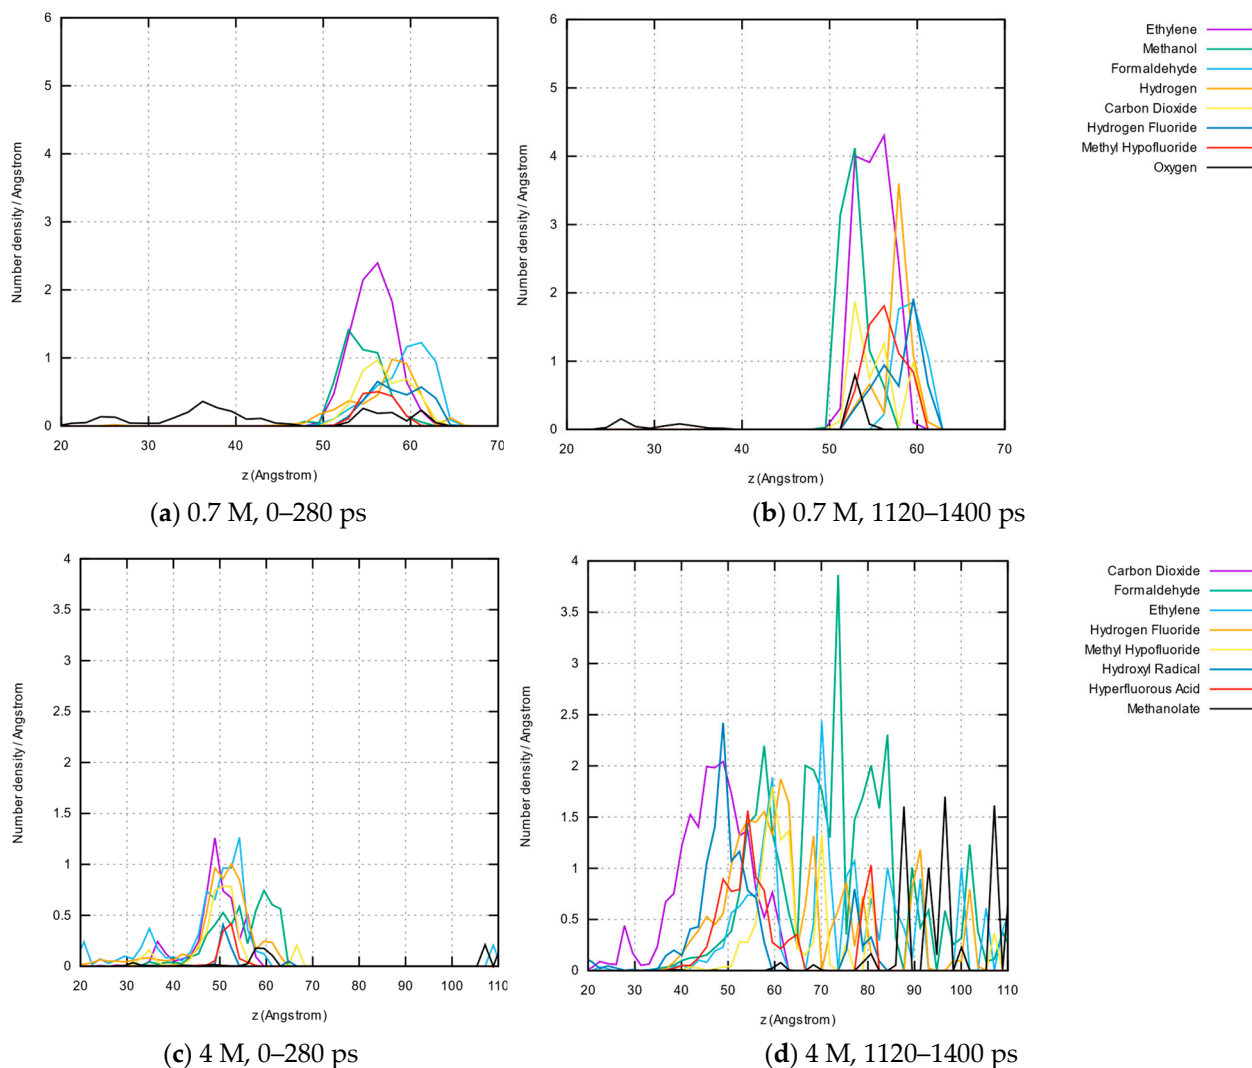 6
5
4
3
2
1
0
20 30 40 50 60 70
Number density / Angstrom
z (Angstrom)
(a) 0.7 M, 0–280 ps
6
5
4
3
2
1
0
20 30 40 50 60 70
Number density / Angstrom
z (Angstrom)
(b) 0.7 M, 1120–1400 ps
Ethylene
Methanol
Formaldehyde
Hydrogen
Carbon Dioxide
Hydrogen Fluoride
Methyl Hypofluoride
Oxygen
4
3.5
3
2.5
2
1.5
1
0.5
0
20 30 40 50 60 70 80 90 100 110
Number density / Angstrom
z (Angstrom)
(c) 4 M, 0–280 ps
4
3.5
3
2.5
2
1.5
1
0.5
0
20 30 40 50 60 70 80 90 100 110
Number density / Angstrom
z (Angstrom)
(d) 4 M, 1120–1400 ps
Carbon Dioxide
Formaldehyde
Ethylene
Hydrogen Fluoride
Methyl Hypofluoride
Hydroxyl Radical
Hyperfluorous Acid
Methanolate